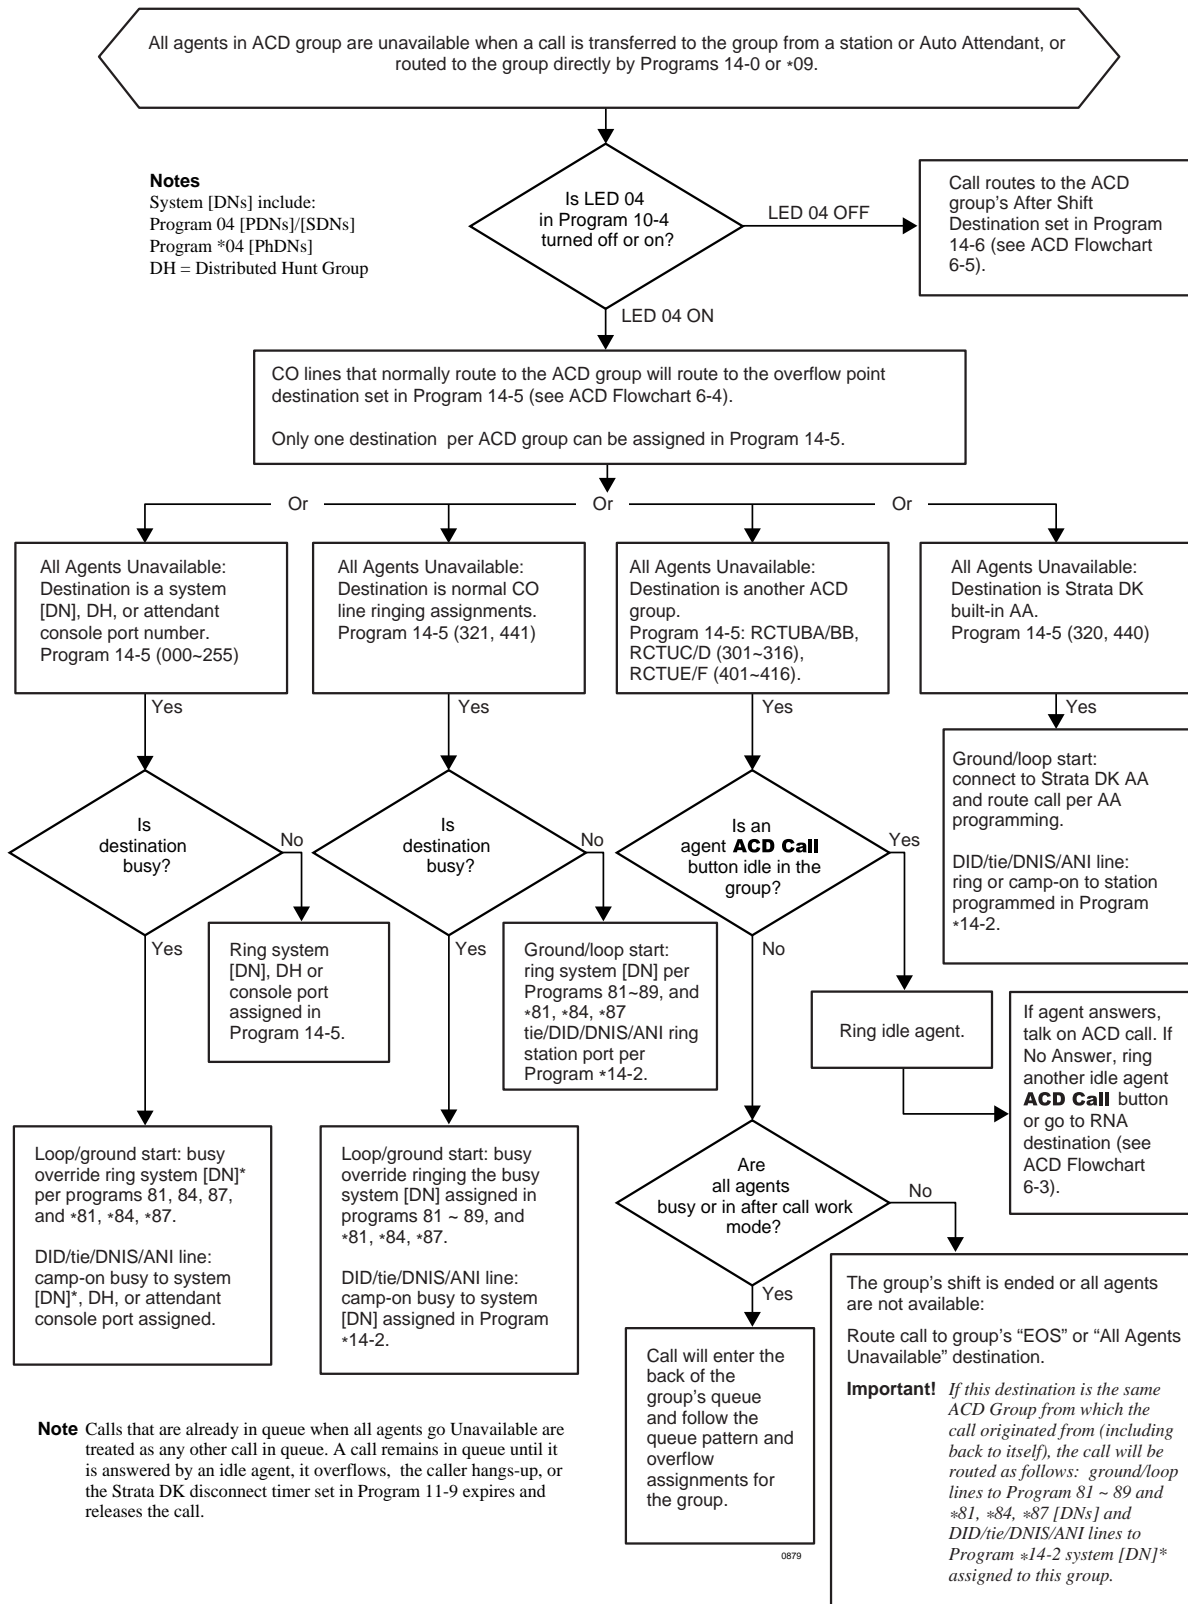 All agents in ACD group are unavailable when a call is transferred to the group from a station or Auto Attendant, or
routed to the group directly by Programs 14-0 or *09.
Notes
System [DNs] include:
Program 04 [PDNs]/[SDNs]
Program *04 [PhDNs]
DH = Distributed Hunt Group
Is LED 04
in Program 10-4
turned off or on?
LED 04 OFF
Call routes to the ACD
group's After Shift
Destination set in Program
14-6 (see ACD Flowchart
6-5).
LED 04 ON
CO lines that normally route to the ACD group will route to the overflow point
destination set in Program 14-5 (see ACD Flowchart 6-4).
Only one destination per ACD group can be assigned in Program 14-5.
Or
Or
Or
All Agents Unavailable:
Destination is a system
[DN], DH, or attendant
console port number.
Program 14-5 (000~255)
All Agents Unavailable:
Destination is normal CO
line ringing assignments.
Program 14-5 (321, 441)
All Agents Unavailable:
Destination is another ACD
group.
Program 14-5: RCTUBA/BB,
RCTUC/D (301~316),
RCTUE/F (401~416).
All Agents Unavailable:
Destination is Strata DK
built-in AA.
Program 14-5 (320, 440)
Yes
Yes
Yes
Yes
Is
destination
busy?
No
Is
destination
busy?
No
Is an
agent ACD Call
button idle in the
group?
Yes
Ground/loop start:
connect to Strata DK AA
and route call per AA
programming.
DID/tie/DNIS/ANI line:
ring or camp-on to station
programmed in Program
*14-2.
Yes
Ring system
[DN], DH or
console port
assigned in
Program 14-5.
Yes
Ground/loop start:
ring system [DN] per
Programs 81~89, and
*81, *84, *87
tie/DID/DNIS/ANI ring
station port per
Program *14-2.
No
Ring idle agent.
If agent answers,
talk on ACD call. If
No Answer, ring
another idle agent
ACD Call button
or go to RNA
destination (see
ACD Flowchart
6-3).
Loop/ground start: busy
override ring system [DN]*
per programs 81, 84, 87,
and *81, *84, *87.
DID/tie/DNIS/ANI line:
camp-on busy to system
[DN]*, DH, or attendant
console port assigned.
Loop/ground start: busy
override ringing the busy
system [DN] assigned in
programs 81 ~ 89, and
*81, *84, *87.
DID/tie/DNIS/ANI line:
camp-on busy to system
[DN] assigned in Program
*14-2.
Are
all agents
busy or in after call work
mode?
No
Yes
Call will enter the
back of the
group's queue
and follow the
queue pattern and
overflow
assignments for
the group.
The group's shift is ended or all agents
are not available:
Route call to group's “EOS” or “All Agents
Unavailable” destination.
Important! If this destination is the same
ACD Group from which the
call originated from (including
back to itself), the call will be
routed as follows: ground/loop
lines to Program 81 ~ 89 and
*81, *84, *87 [DNs] and
DID/tie/DNIS/ANI lines to
Program *14-2 system [DN]*
assigned to this group.
Note Calls that are already in queue when all agents go Unavailable are
treated as any other call in queue. A call remains in queue until it
is answered by an idle agent, it overflows, the caller hangs-up, or
the Strata DK disconnect timer set in Program 11-9 expires and
releases the call.
0879